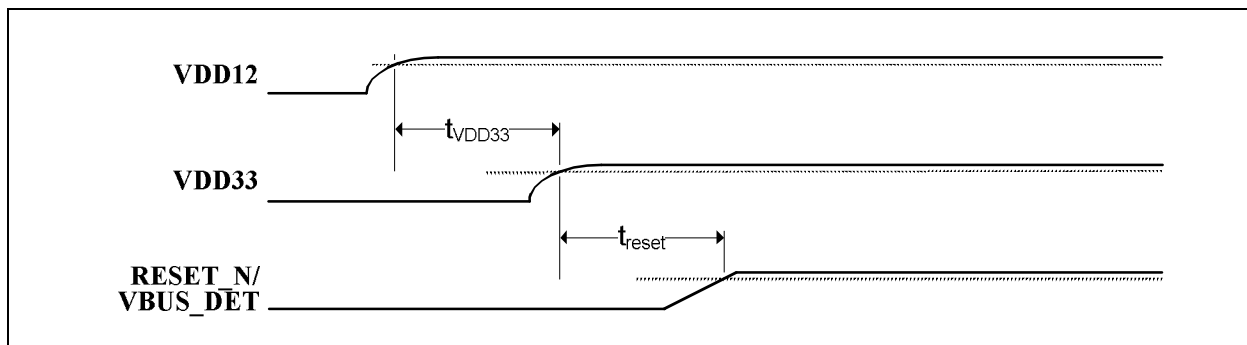 VDD12
tVDD33
VDD33
treset
RESET_N/
VBUS_DET